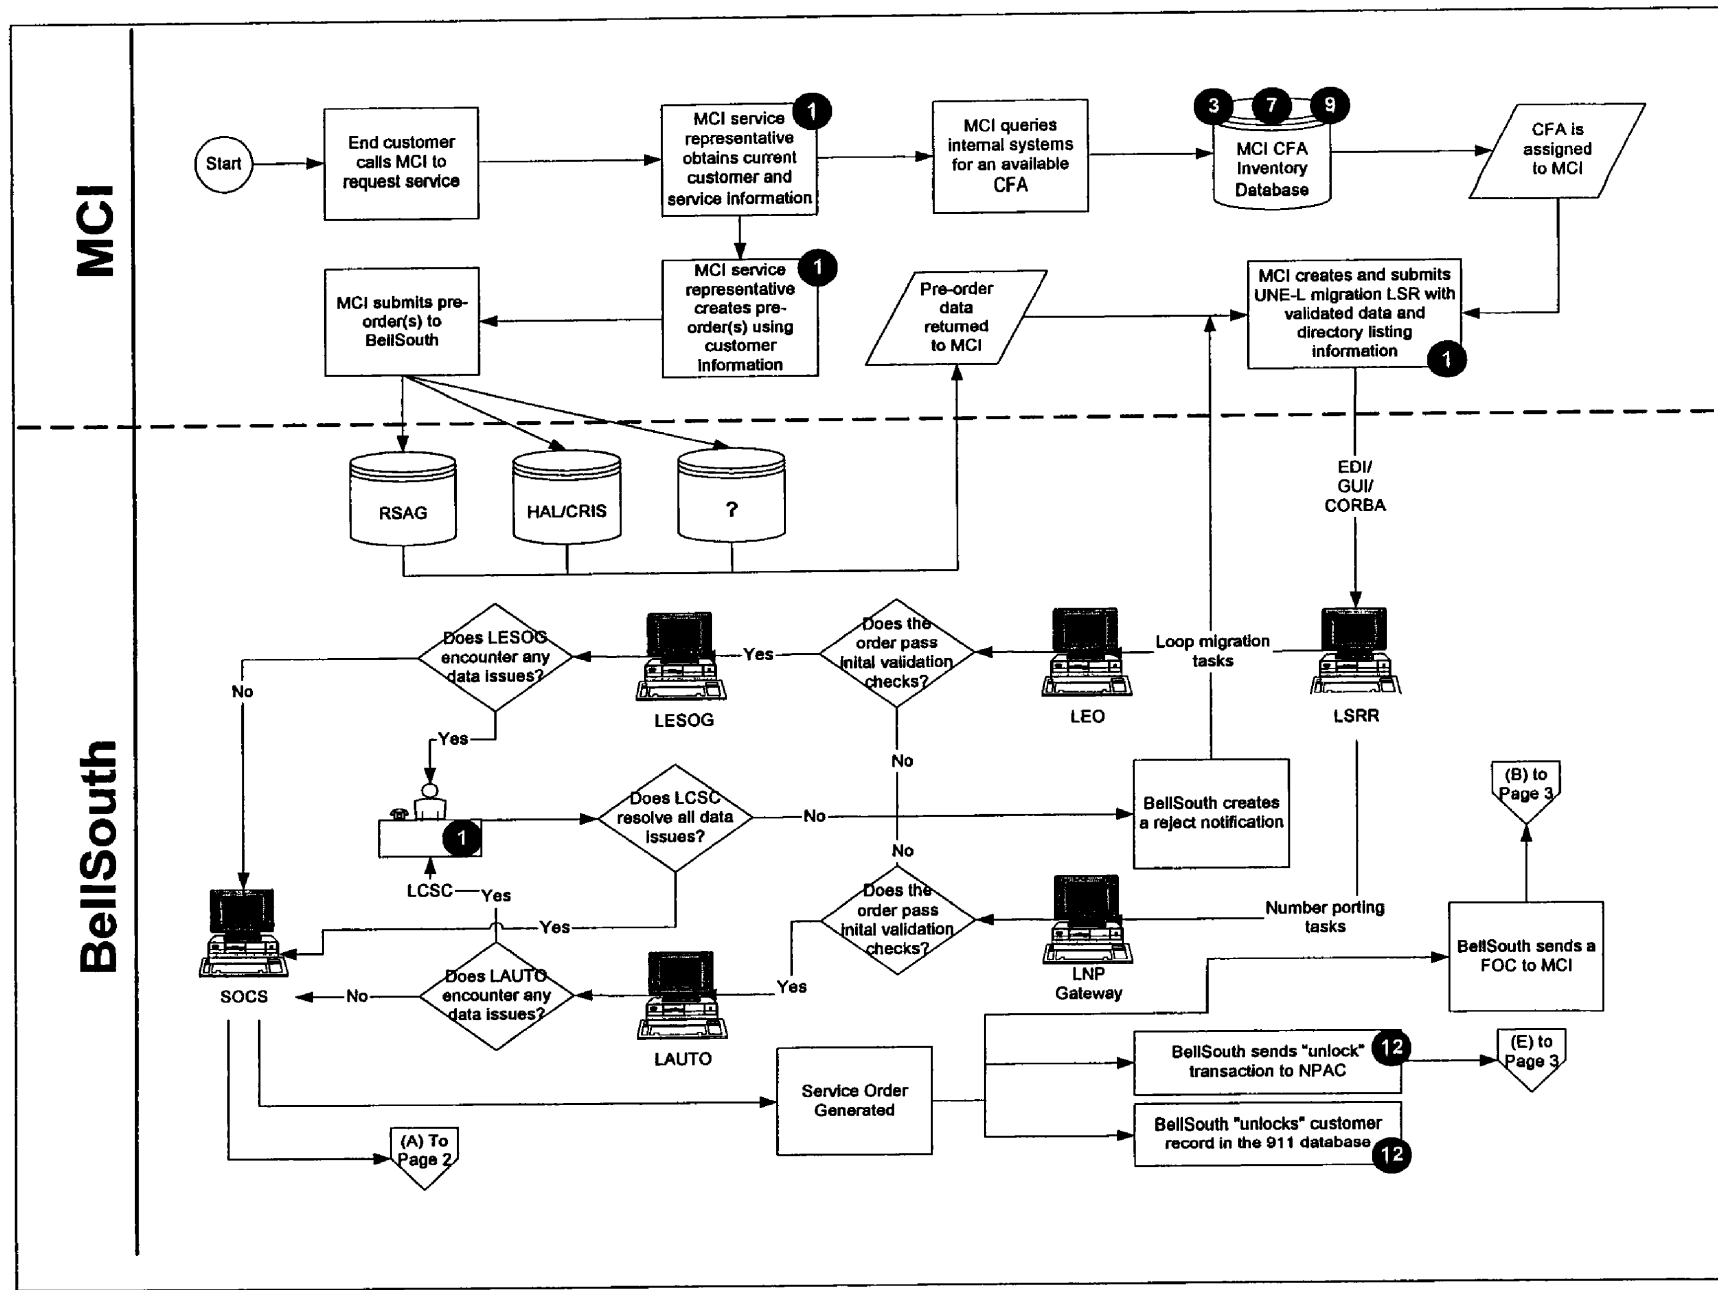 MCI
Start
End customer
calls MCI to
request service
1
MCI service
representative
obtains current
customer and
service information
MCI queries
internal systems
for an available
CFA
3
7
9
MCI CFA
Inventory
Database
CFA is
assigned
to MCI
MCI submits pre-
order(s) to
BellSouth
1
MCI service
representative
creates pre-
order(s) using
customer
information
Pre-order
data
returned
to MCI
MCI creates and submits
UNE-L migration LSR with
validated data and
directory listing
information
1
BellSouth
RSAG
HAL/CRIS
?
EDI/
GUI/
CORBA
Does LESOG
encounter any
data issues?
LESOG
Yes
Does the
order pass
inital validation
checks?
LEO
Loop migration
tasks
LSRR
No
Yes
No
1
LCSC
Does LCSC
resolve all data
issues?
No
BellSouth creates
a reject notification
(B) to
Page 3
No
Yes
Yes
SOCS
No
Does LAUTO
encounter any
data issues?
LAUTO
Yes
Does the
order pass
inital validation
checks?
LNP
Gateway
Number porting
tasks
BellSouth sends a
FOC to MCI
Service Order
Generated
BellSouth sends "unlock"
transaction to NPAC
12
(E) to
Page 3
BellSouth "unlocks" customer
record in the 911 database
12
(A) To
Page 2